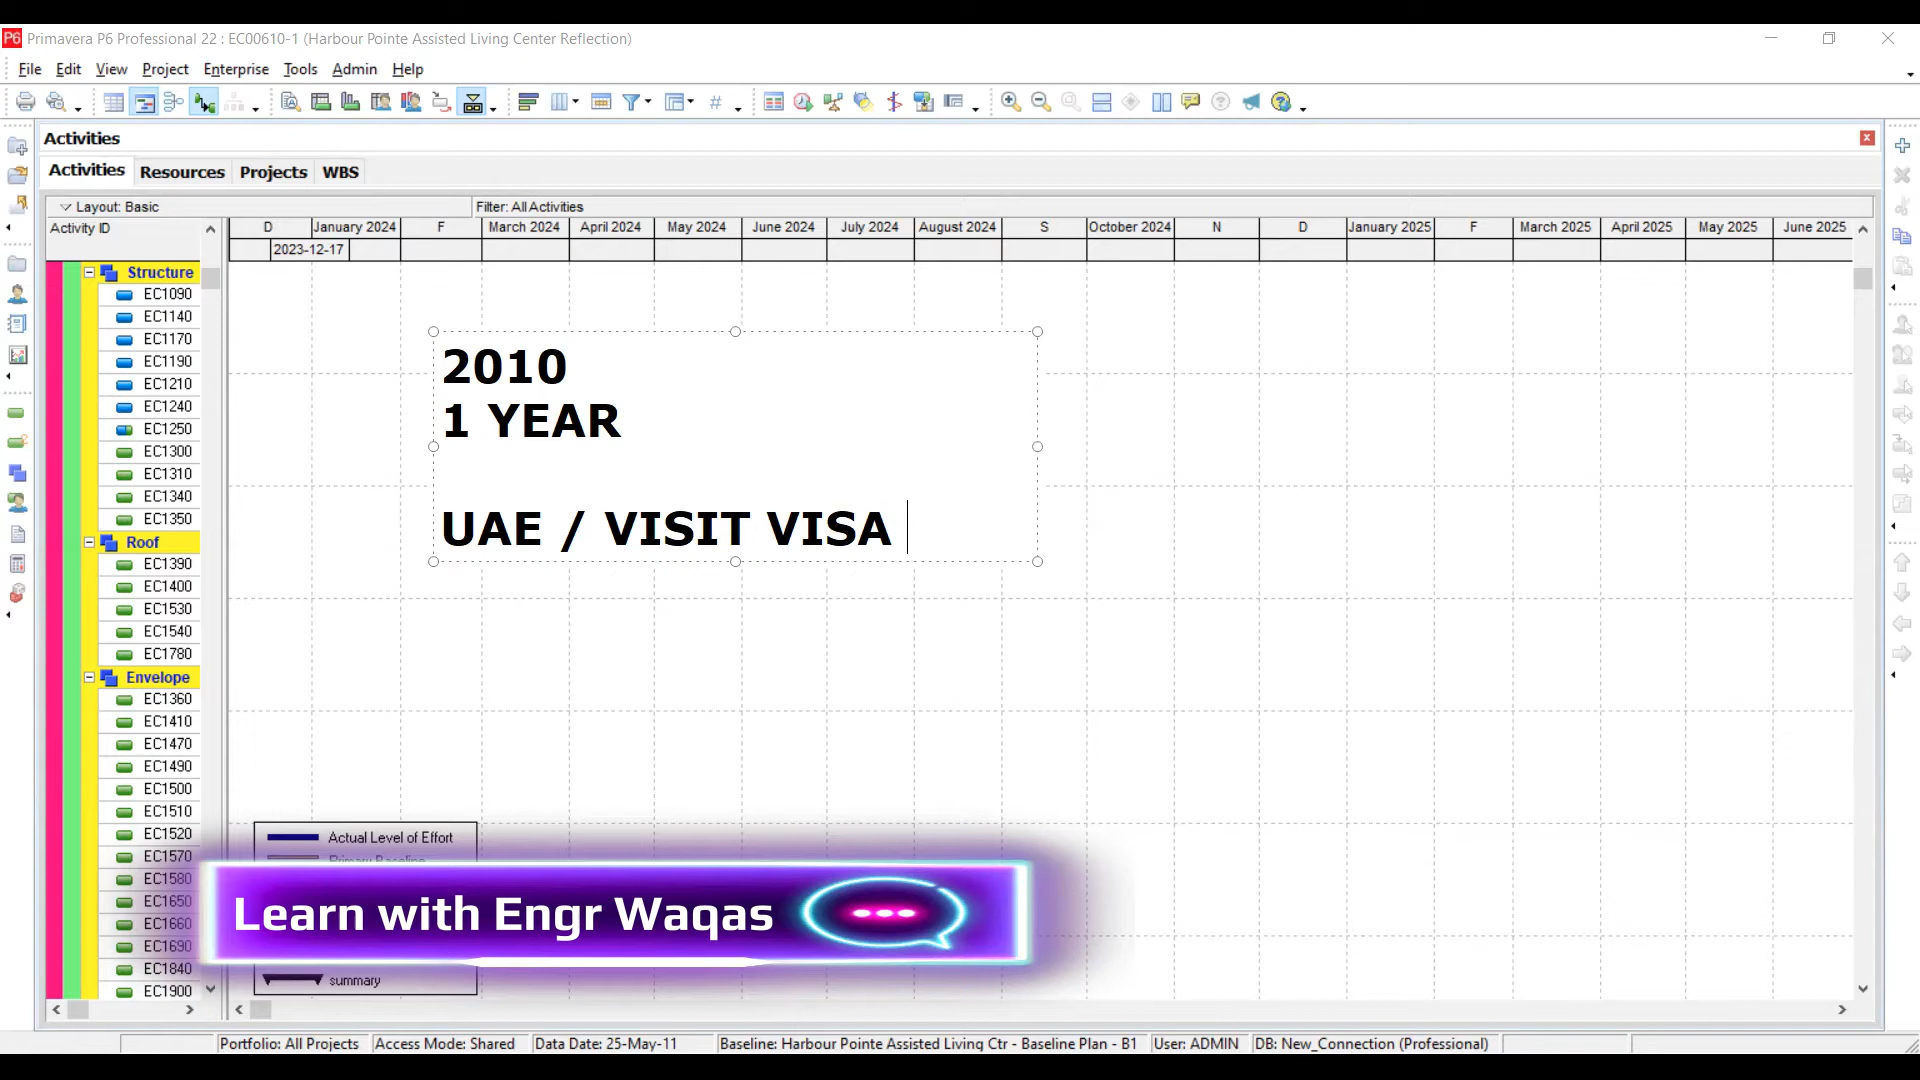 P6 Primavera P6 Professional 22 : EC00610-1 (Harbour Pointe Assisted Living Center Reflection)
File Edit View Project Enterprise Tools Admin Help
Activities
Activities Resources Projects WBS
Layout: Basic Filter: All Activities
Activity ID
D January 2024 F March 2024 April 2024 May 2024 June 2024 July 2024 August 2024 S October 2024 N D January 2025 F March 2025 April 2025 May 2025 June 2025
2023-12-17
Structure
EC1090
EC1140
EC1170
EC1190
EC1210
EC1240
EC1250
EC1300
EC1310
EC1340
EC1350
Roof
EC1390
EC1400
EC1530
EC1540
EC1780
Envelope
EC1360
EC1410
EC1470
EC1490
EC1500
EC1510
EC1520
EC1570
EC1580
EC1650
EC1660
EC1690
EC1840
EC1900
2010
1 YEAR
UAE / VISIT VISA
Actual Level of Effort
Primary Baseline
Learn with Engr Waqas
summary
Portfolio: All Projects Access Mode: Shared Data Date: 25-May-11 Baseline: Harbour Pointe Assisted Living Ctr - Baseline Plan - B1 User: ADMIN DB: New_Connection (Professional)